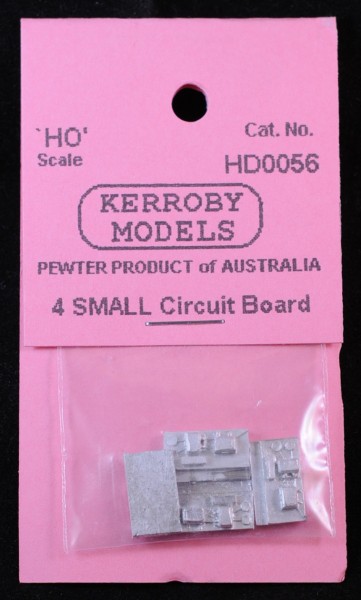 'HO'
Scale
Cat. No.
HD0056
KERROBY
MODELS
PEWTER PRODUCT of AUSTRALIA
4 SMALL Circuit Board